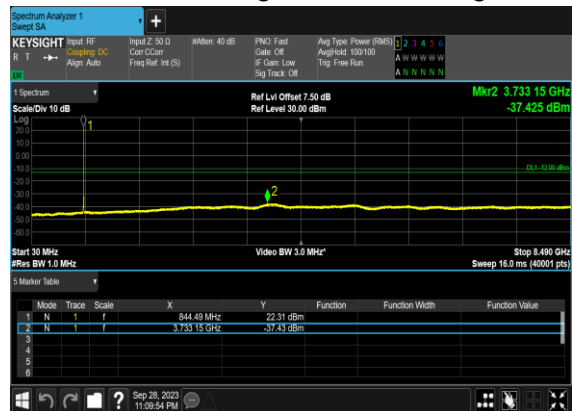 Spectrum Analyzer 1
Swept SA
+
KEYSIGHT Input: RF Input Z: 50 Ω #Atten: 40 dB PNO: Fast Avg Type: Power (RMS) 1 2 3 4 5 6
R T Coupling: DC Corr CCorr Gate: Off Avg|Hold: 100/100 A W W W W W
Align: Auto Freq Ref: Int (S) IF Gain: Low Trig: Free Run
Sig Track: Off A N N N N N
LXI
1 Spectrum Ref Lvl Offset 7.50 dB Mkr2 3.733 15 GHz
Scale/Div 10 dB Ref Level 30.00 dBm -37.425 dBm
Log
20.0 1
10.0
0.00
-10.0 DL1 -13.00 dBm
-20.0
-30.0 2
-40.0
-50.0
-60.0
Start 30 MHz Video BW 3.0 MHz* Stop 8.490 GHz
#Res BW 1.0 MHz Sweep 16.0 ms (40001 pts)
5 Marker Table
Mode Trace Scale X Y Function Function Width Function Value
1 N 1 f 844.49 MHz 22.31 dBm
2 N 1 f 3.733 15 GHz -37.43 dBm
3
4
5
6
? Sep 28, 2023
11:09:54 PM